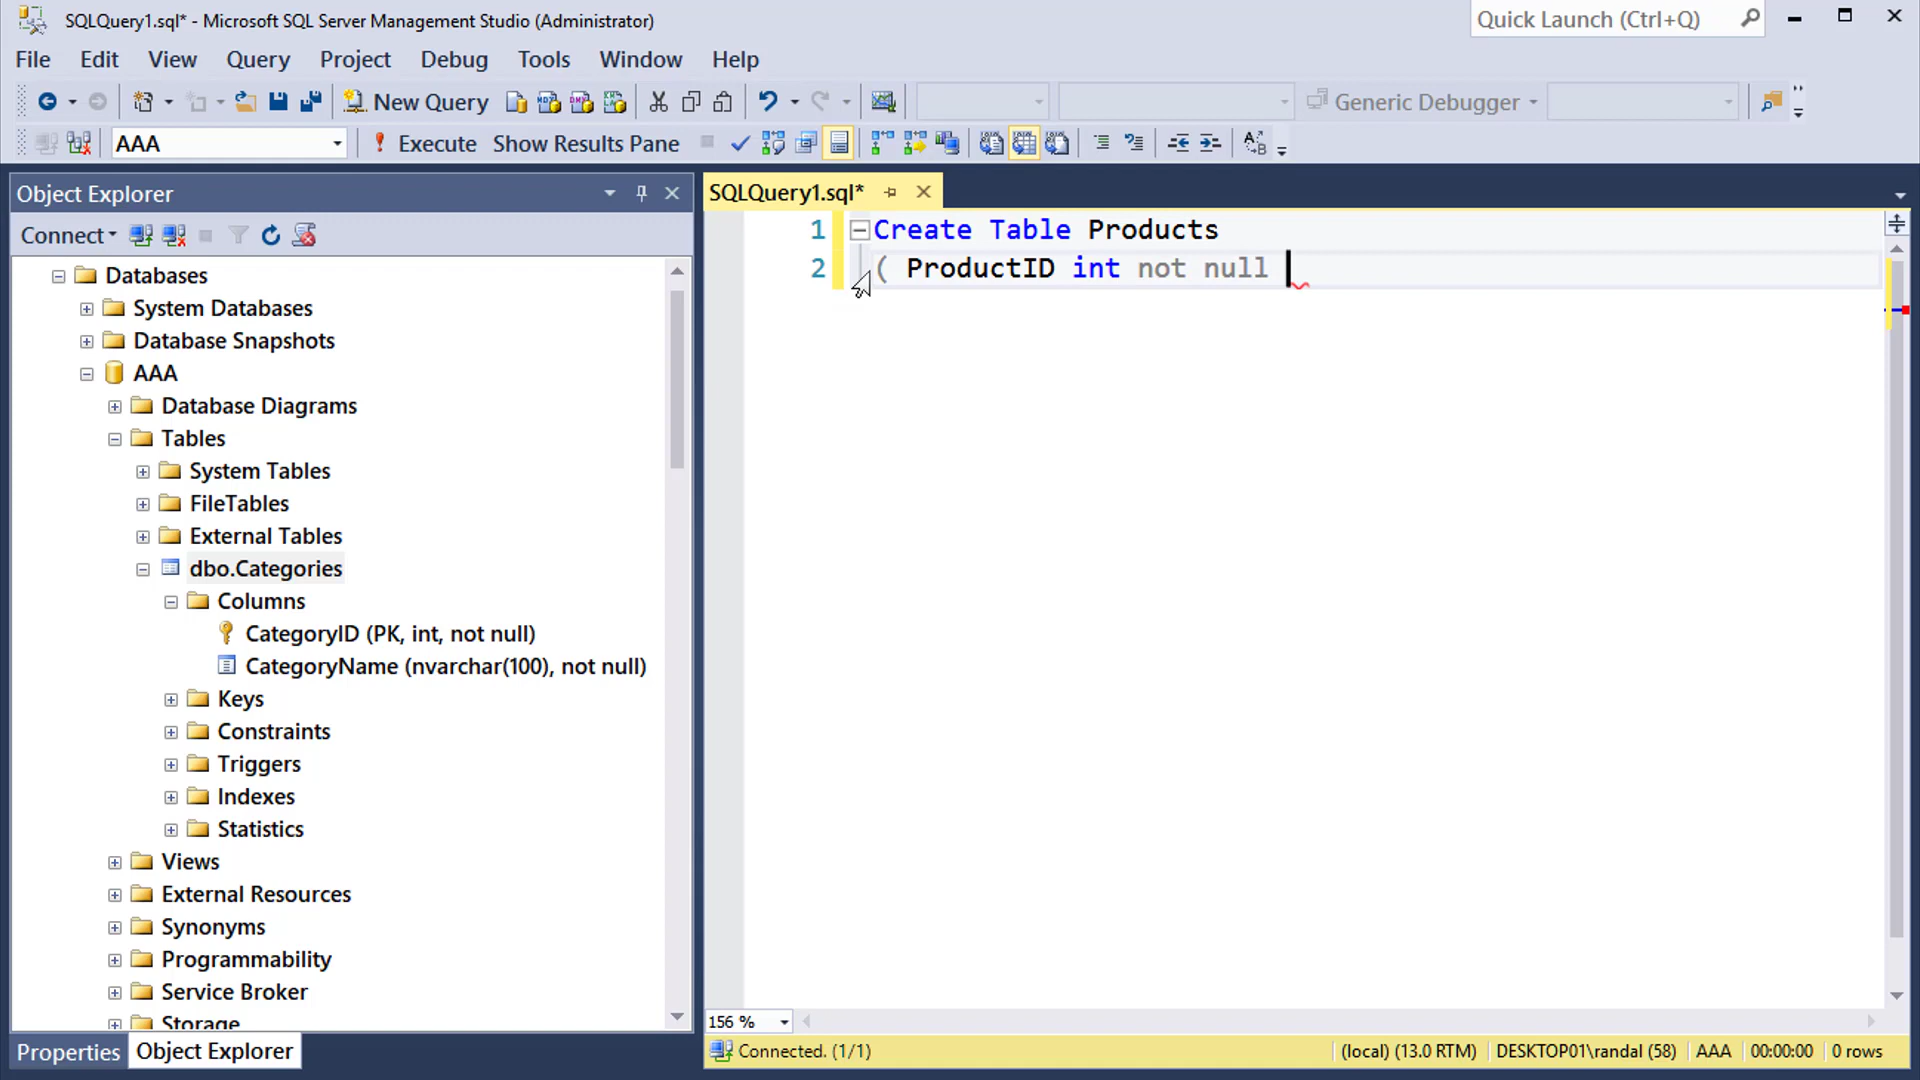 SQLQuery1.sql* - Microsoft SQL Server Management Studio (Administrator)
Quick Launch (Ctrl+Q)
File Edit View Query Project Debug Tools Window Help
New Query
Generic Debugger
AAA
Execute Show Results Pane
Object Explorer
SQLQuery1.sql*
Connect
1 Create Table Products
2 ( ProductID int not null
Databases
System Databases
Database Snapshots
AAA
Database Diagrams
Tables
System Tables
FileTables
External Tables
dbo.Categories
Columns
CategoryID (PK, int, not null)
CategoryName (nvarchar(100), not null)
Keys
Constraints
Triggers
Indexes
Statistics
Views
External Resources
Synonyms
Programmability
Service Broker
Storage
156 %
Properties Object Explorer
Connected. (1/1)
(local) (13.0 RTM) DESKTOP01\randal (58) AAA 00:00:00 0 rows